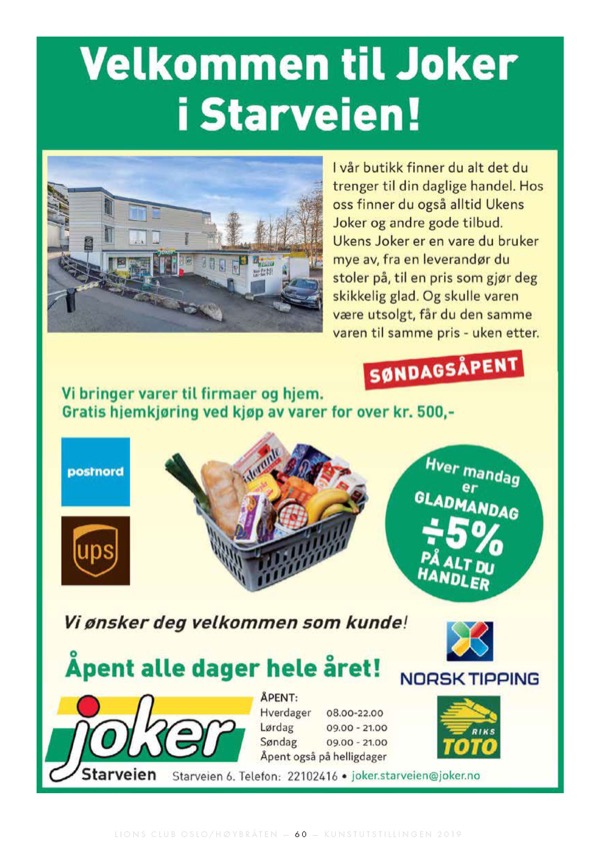 Velkommen til Joker
i Starveien!
I vår butikk finner du alt det du
trenger til din daglige handel. Hos
oss finner du også alltid Ukens
Joker og andre gode tilbud.
Ukens Joker er en vare du bruker
mye av, fra en leverandør du
stoler på, til en pris som gjør deg
skikkelig glad. Og skulle varen
være utsolgt, får du den samme
varen til samme pris - uken etter.
SØNDAGSÅPENT
Vi bringer varer til firmaer og hjem.
Gratis hjemkjøring ved kjøp av varer for over kr. 500,-
postnord
ups
Ristorante
Hver mandag
er
GLADMANDAG
÷5%
PÅ ALT DU
HANDLER
Vi ønsker deg velkommen som kunde!
Åpent alle dager hele året!
NORSK TIPPING
RIKS
TOTO
joker
Starveien
ÅPENT:
Hverdager 08.00-22.00
Lørdag 09.00 - 21.00
Søndag 09.00 - 21.00
Åpent også på helligdager
Starveien 6. Telefon: 22102416 • joker.starveien@joker.no
LIONS CLUB OSLO/HØYBRÅTEN – 60 – KUNSTUTSTILLINGEN 2019